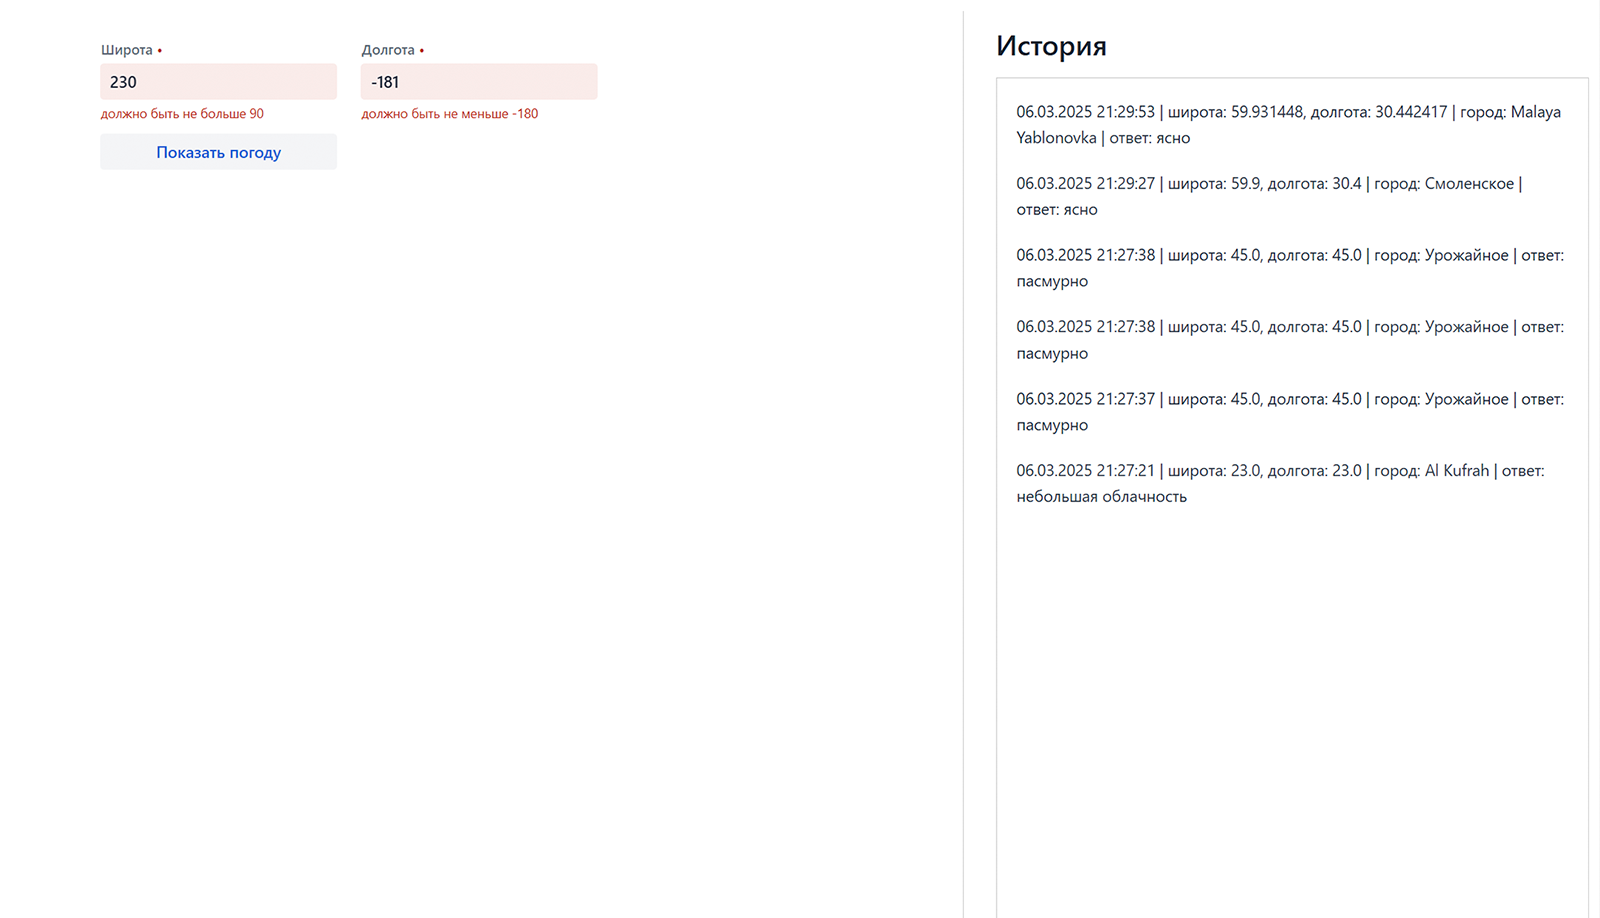 Широта •
Долгота •
230
-181
должно быть не больше 90
должно быть не меньше -180
Показать погоду
История
06.03.2025 21:29:53 | широта: 59.931448, долгота: 30.442417 | город: Malaya
Yablonovka | ответ: ясно
06.03.2025 21:29:27 | широта: 59.9, долгота: 30.4 | город: Смоленское |
ответ: ясно
06.03.2025 21:27:38 | широта: 45.0, долгота: 45.0 | город: Урожайное | ответ:
пасмурно
06.03.2025 21:27:38 | широта: 45.0, долгота: 45.0 | город: Урожайное | ответ:
пасмурно
06.03.2025 21:27:37 | широта: 45.0, долгота: 45.0 | город: Урожайное | ответ:
пасмурно
06.03.2025 21:27:21 | широта: 23.0, долгота: 23.0 | город: Al Kufrah | ответ:
небольшая облачность